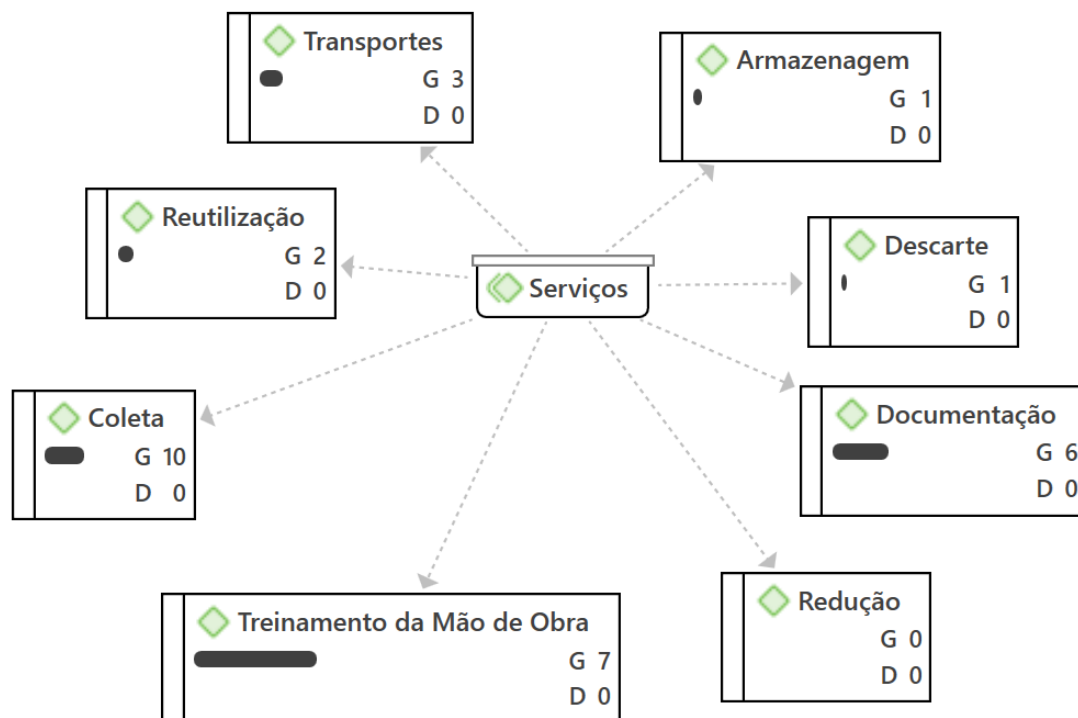 Transportes
G 3
D 0
Armazenagem
G 1
D 0
Reutilização
G 2
D 0
Serviços
Descarte
G 1
D 0
Coleta
G 10
D 0
Documentação
G 6
D 0
Treinamento da Mão de Obra
G 7
D 0
Redução
G 0
D 0